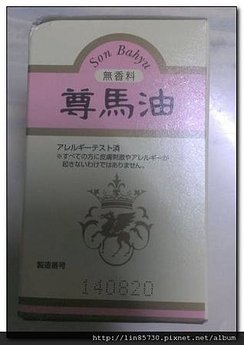 Son Bahyu
無香料
尊馬油
アレルギーテスト済
※すべての方に皮膚刺激やアレルギーが
起きないわけではありません。
製造番号
140820
http://lin85730.pixnet.net/album